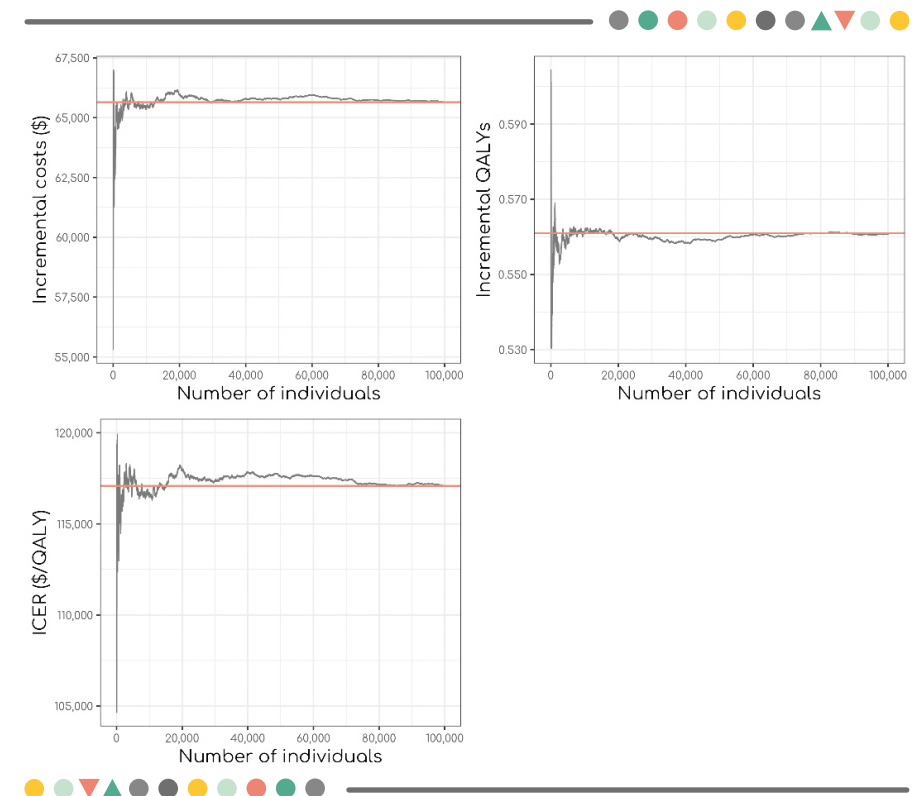 67,500
65,000
62,500
60,000
57,500
55,000
Incremental costs ($)
0 20,000 40,000 60,000 80,000 100,000
Number of individuals
0.590
0.570
0.550
0.530
Incremental QALYs
0 20,000 40,000 60,000 80,000 100,000
Number of individuals
120,000
115,000
110,000
105,000
ICER ($/QALY)
0 20,000 40,000 60,000 80,000 100,000
Number of individuals